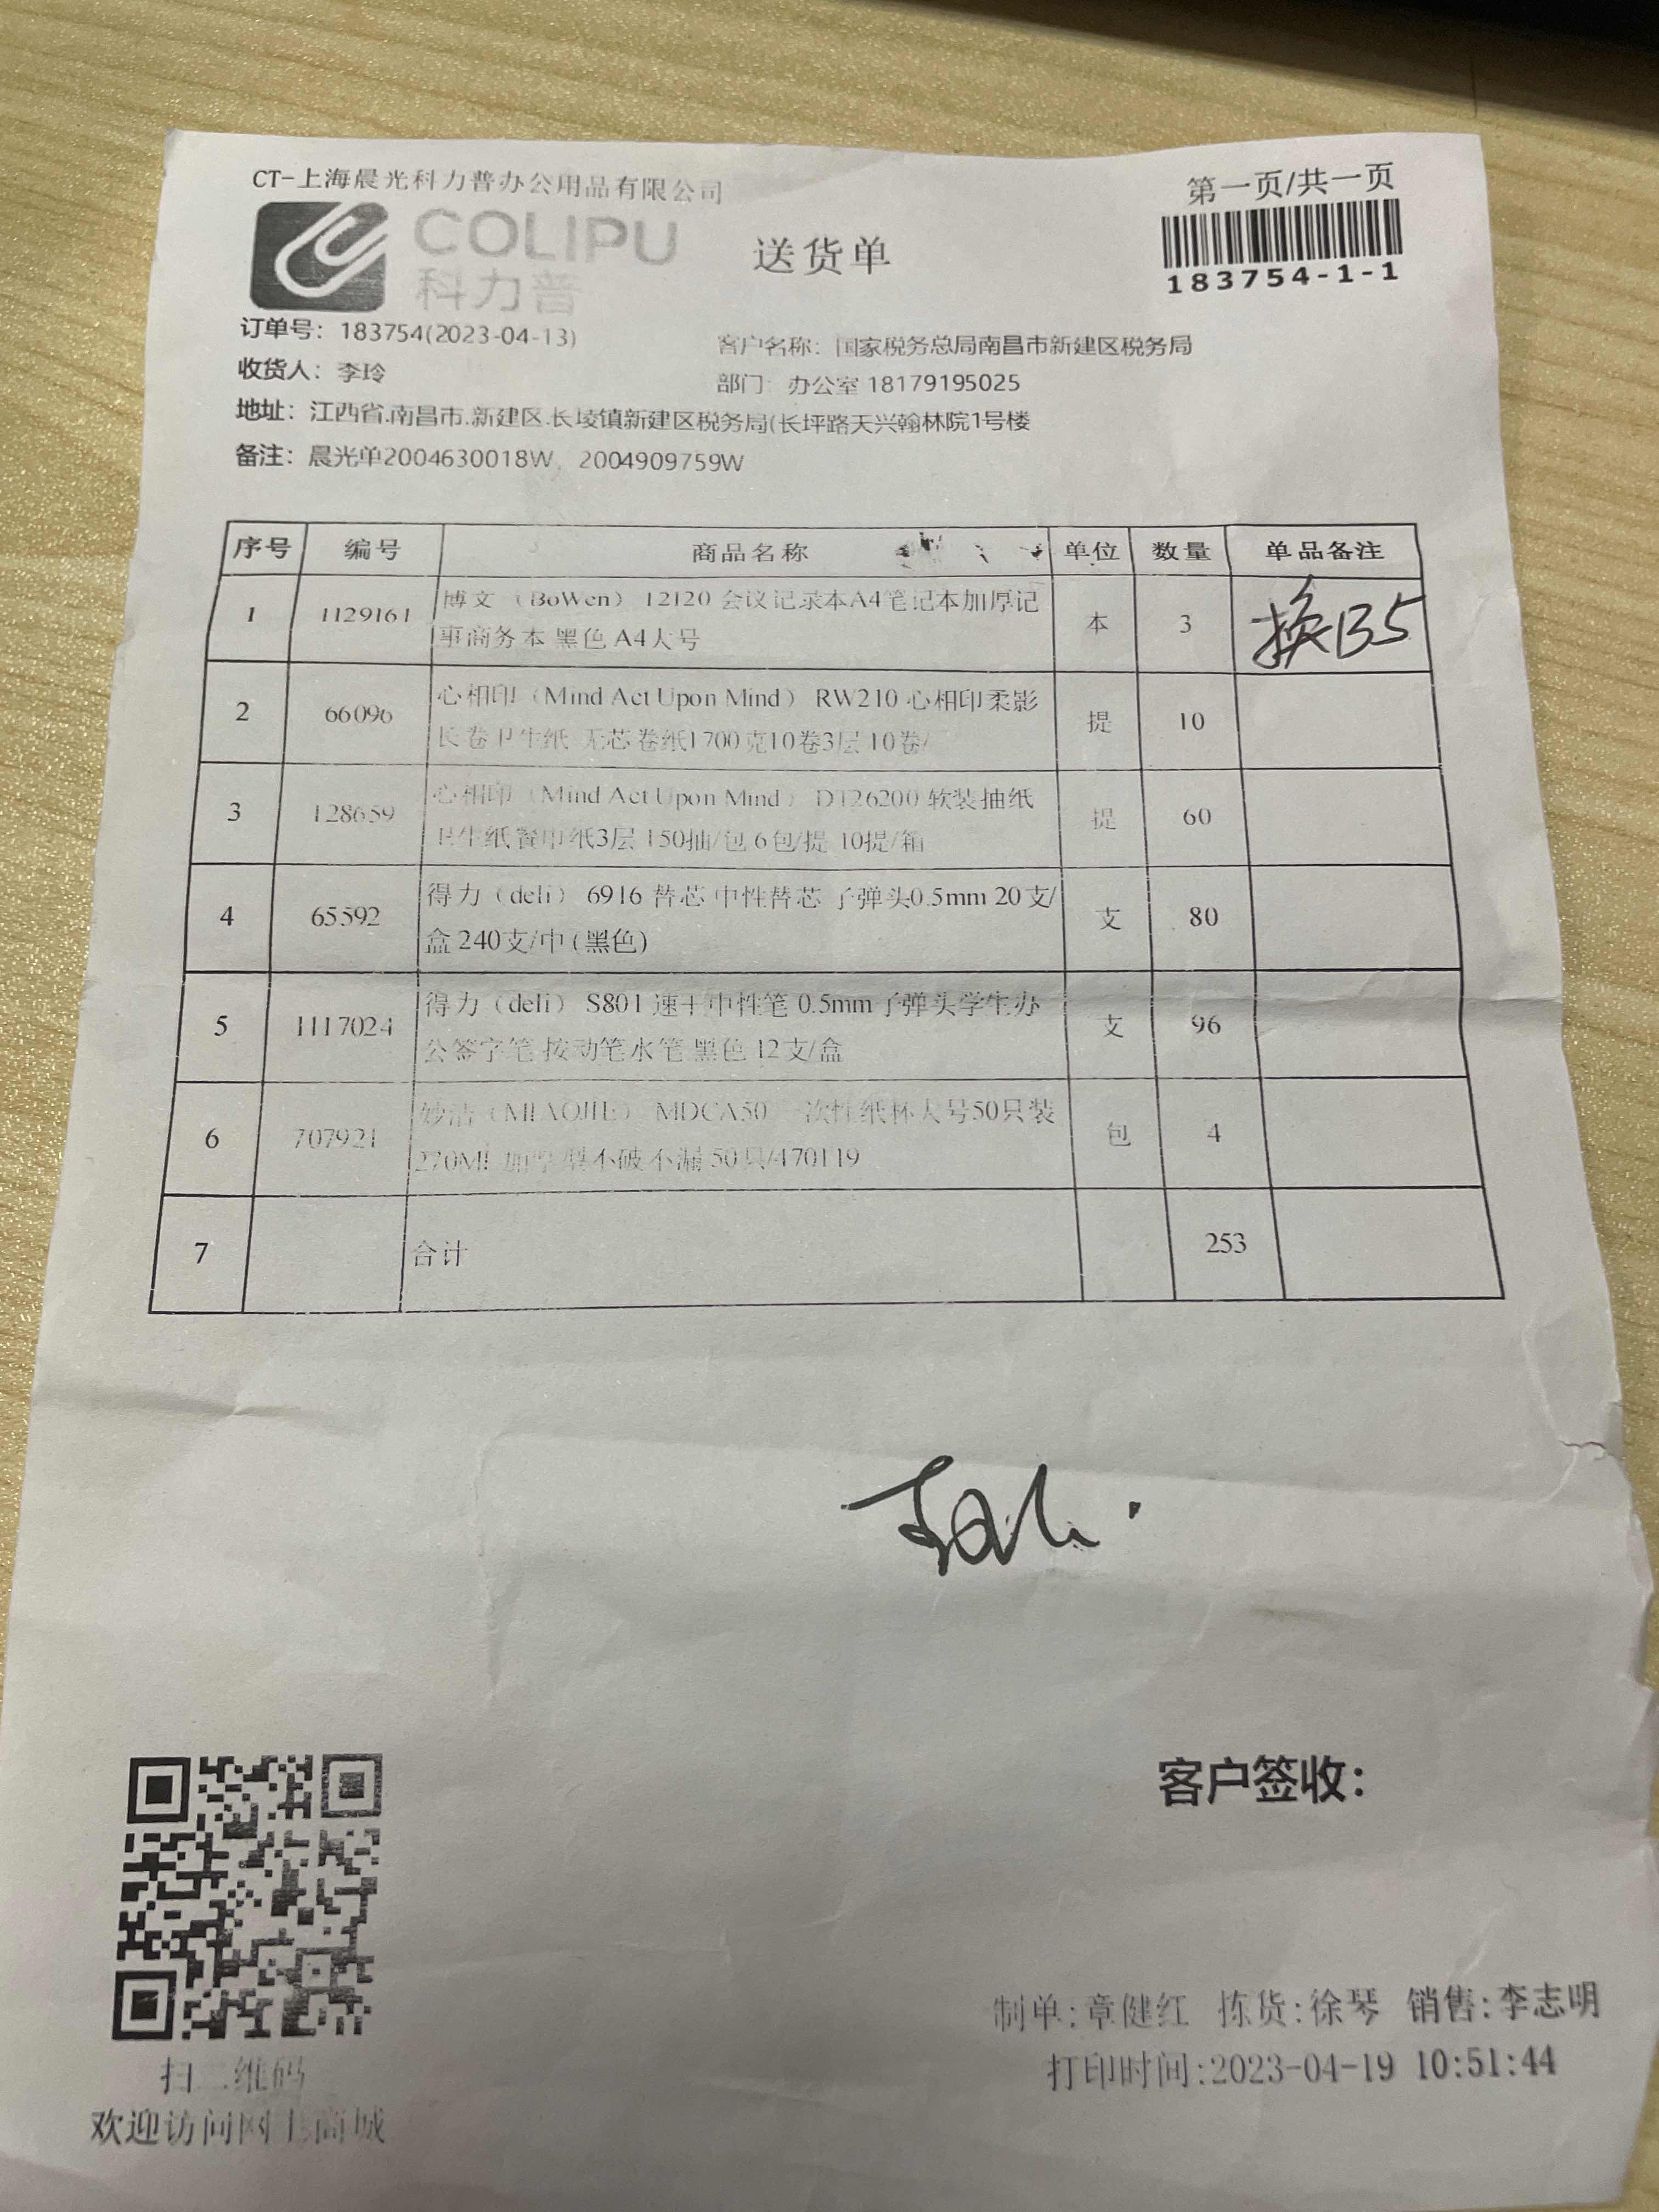 CT-上海晨光科力普办公用品有限公司
第一页/共一页
COLIPU
科力普
送货单
183754-1-1
订单号：183754(2023-04-13)
客户名称：国家税务总局南昌市新建区税务局
收货人：李玲
部门：办公室 18179195025
地址：江西省.南昌市.新建区.长堎镇新建区税务局(长坪路天兴翰林院1号楼
备注：晨光单2004630018W，2004909759W
序号 编号 商品名称 单位 数量 单品备注
1 1129161 博文（BoWen） 12120 会议记录本A4笔记本加厚记 本 3 换B5
事商务本 黑色 A4大号
2 66096 心相印（Mind Act Upon Mind） RW210 心相印柔影 提 10
长卷卫生纸 无芯卷纸1700克10卷3层 10卷/
3 128659 心相印（Mind Act Upon Mind） DT26200 软装抽纸 提 60
卫生纸餐巾纸3层 150抽/包 6包/提 10提/箱
4 65592 得力（deli） 6916 替芯 中性替芯 子弹头0.5mm 20支/ 支 80
盒 240支/中 (黑色)
5 1117024 得力（deli） S801 速干中性笔 0.5mm子弹头学生办 支 96
公签字笔 按动笔水笔 黑色 12支/盒
6 707921 妙洁（MIAOJIE） MDCA50 一次性纸杯大号50只装 包 4
270ML 加厚 型不破不漏 50只/470119
7 合计 253
客户签收：
制单:章健红 拣货:徐琴 销售:李志明
打印时间:2023-04-19 10:51:44
扫二维码
欢迎访问网上商城